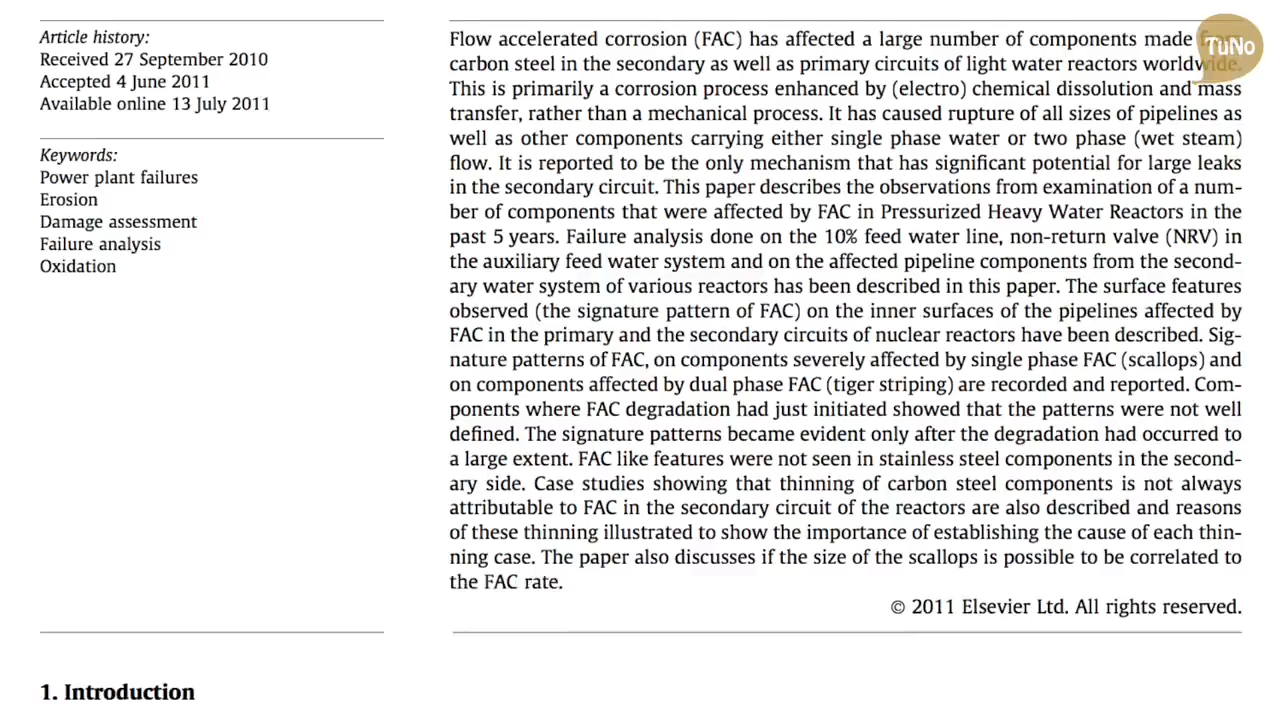 Article history:
Received 27 September 2010
Accepted 4 June 2011
Available online 13 July 2011
Keywords:
Power plant failures
Erosion
Damage assessment
Failure analysis
Oxidation
Flow accelerated corrosion (FAC) has affected a large number of components made from
carbon steel in the secondary as well as primary circuits of light water reactors worldwide.
This is primarily a corrosion process enhanced by (electro) chemical dissolution and mass
transfer, rather than a mechanical process. It has caused rupture of all sizes of pipelines as
well as other components carrying either single phase water or two phase (wet steam)
flow. It is reported to be the only mechanism that has significant potential for large leaks
in the secondary circuit. This paper describes the observations from examination of a num-
ber of components that were affected by FAC in Pressurized Heavy Water Reactors in the
past 5 years. Failure analysis done on the 10% feed water line, non-return valve (NRV) in
the auxiliary feed water system and on the affected pipeline components from the second-
ary water system of various reactors has been described in this paper. The surface features
observed (the signature pattern of FAC) on the inner surfaces of the pipelines affected by
FAC in the primary and the secondary circuits of nuclear reactors have been described. Sig-
nature patterns of FAC, on components severely affected by single phase FAC (scallops) and
on components affected by dual phase FAC (tiger striping) are recorded and reported. Com-
ponents where FAC degradation had just initiated showed that the patterns were not well
defined. The signature patterns became evident only after the degradation had occurred to
a large extent. FAC like features were not seen in stainless steel components in the second-
ary side. Case studies showing that thinning of carbon steel components is not always
attributable to FAC in the secondary circuit of the reactors are also described and reasons
of these thinning illustrated to show the importance of establishing the cause of each thin-
ning case. The paper also discusses if the size of the scallops is possible to be correlated to
the FAC rate.
© 2011 Elsevier Ltd. All rights reserved.
TuNo
1. Introduction